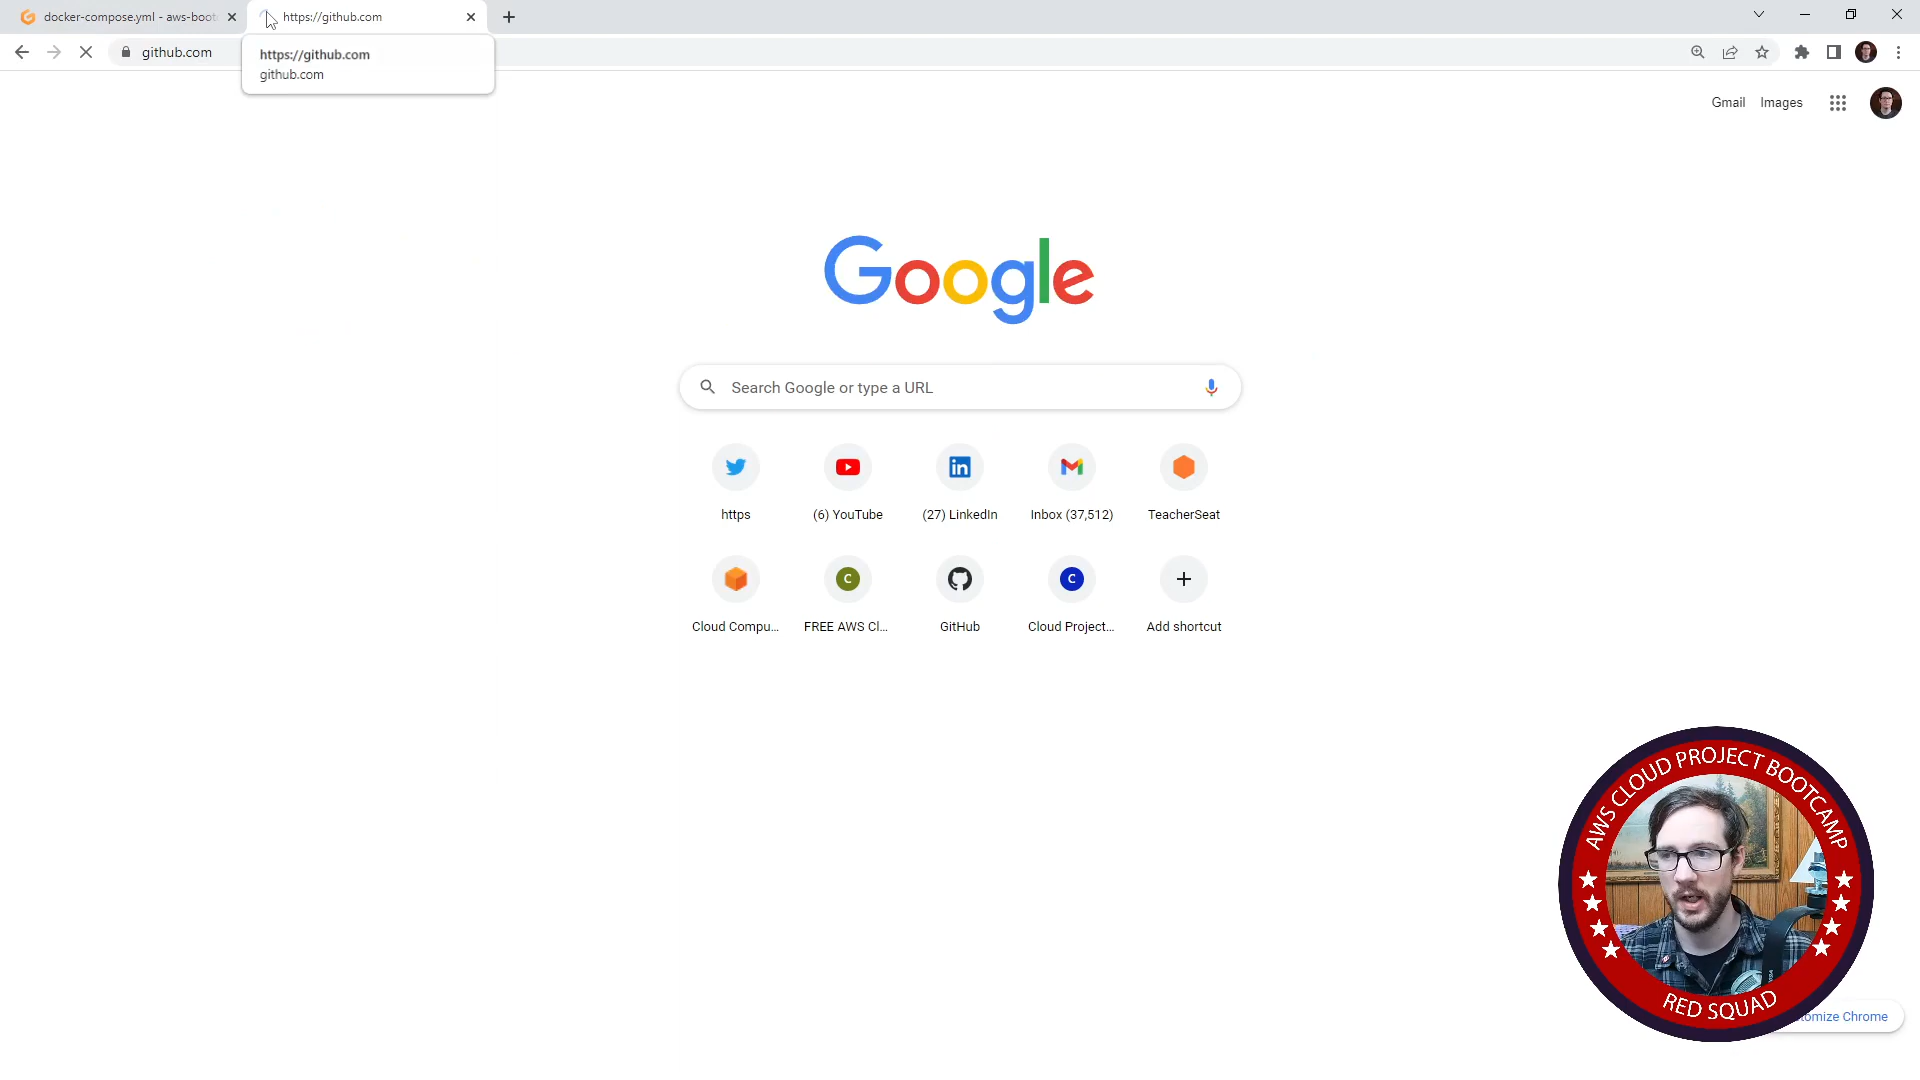 docker-compose.yml - aws-boot
https://github.com
github.com
https://github.com
github.com
Gmail
Images
Google
Search Google or type a URL
https
(6) YouTube
(27) LinkedIn
Inbox (37,512)
TeacherSeat
Cloud Compu...
C
FREE AWS Cl...
GitHub
C
Cloud Project...
Add shortcut
AWS CLOUD PROJECT BOOTCAMP
RED SQUAD
tomize Chrome